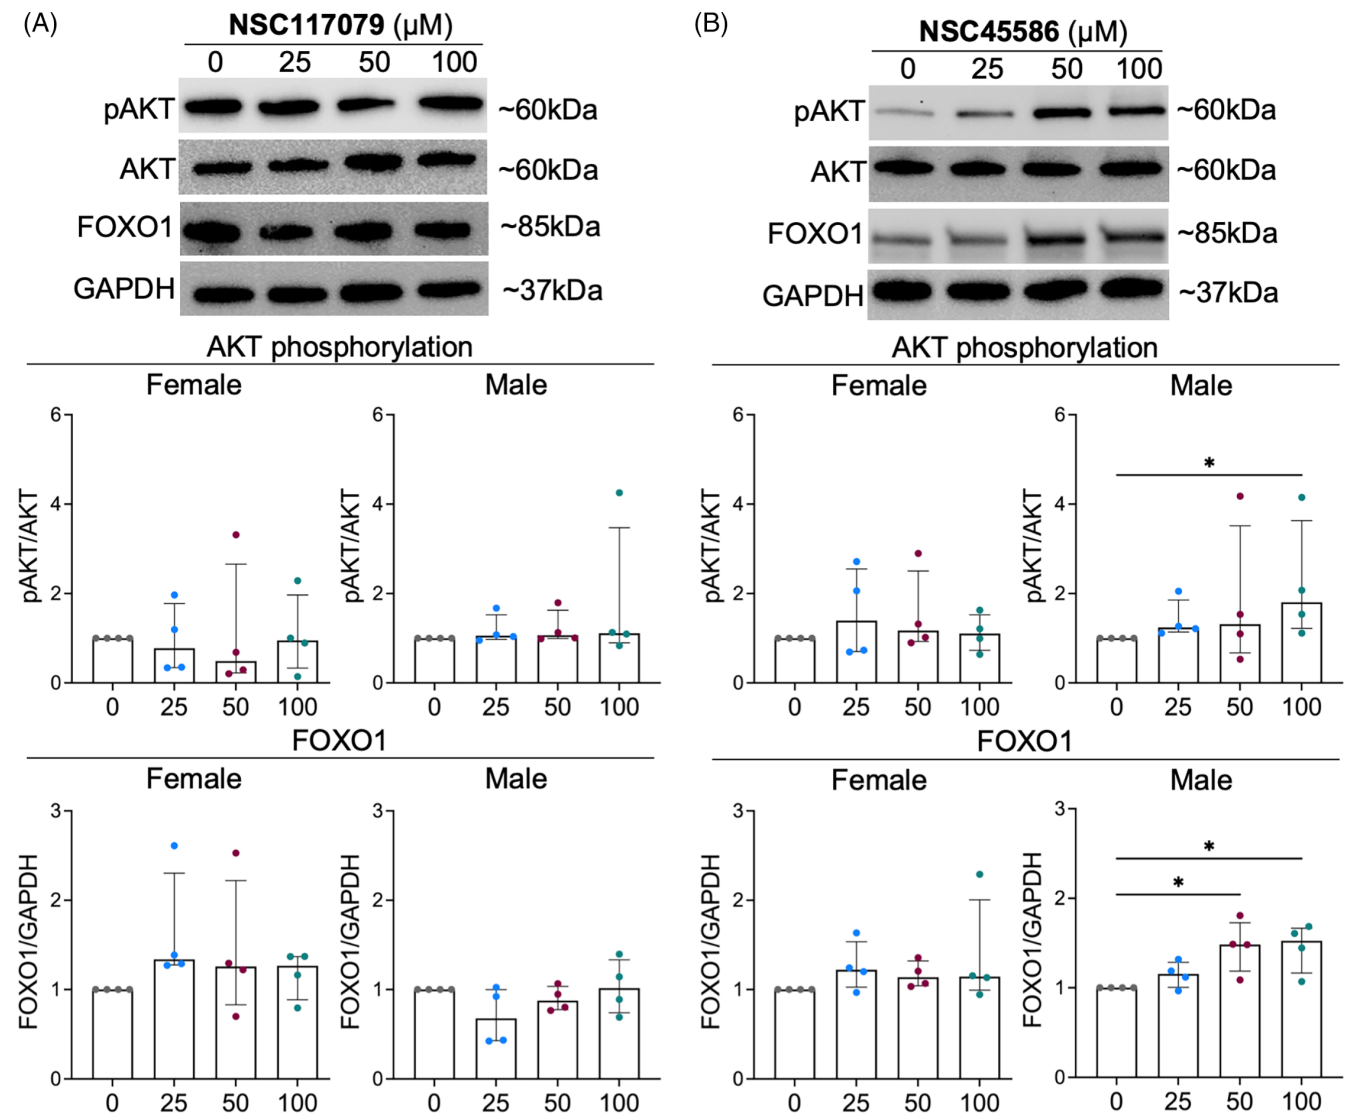 (A)
NSC117079 (µM)
0 25 50 100
pAKT ~60kDa
AKT ~60kDa
FOXO1 ~85kDa
GAPDH ~37kDa
AKT phosphorylation
Female
pAKT/AKT
6
4
2
0
0 25 50 100
Male
pAKT/AKT
6
4
2
0
0 25 50 100
FOXO1
Female
FOXO1/GAPDH
3
2
1
0
0 25 50 100
Male
FOXO1/GAPDH
3
2
1
0
0 25 50 100
(B)
NSC45586 (µM)
0 25 50 100
pAKT ~60kDa
AKT ~60kDa
FOXO1 ~85kDa
GAPDH ~37kDa
AKT phosphorylation
Female
pAKT/AKT
6
4
2
0
0 25 50 100
Male
pAKT/AKT
6
4
2
0
*
0 25 50 100
FOXO1
Female
FOXO1/GAPDH
3
2
1
0
0 25 50 100
Male
FOXO1/GAPDH
3
2
1
0
*
*
0 25 50 100